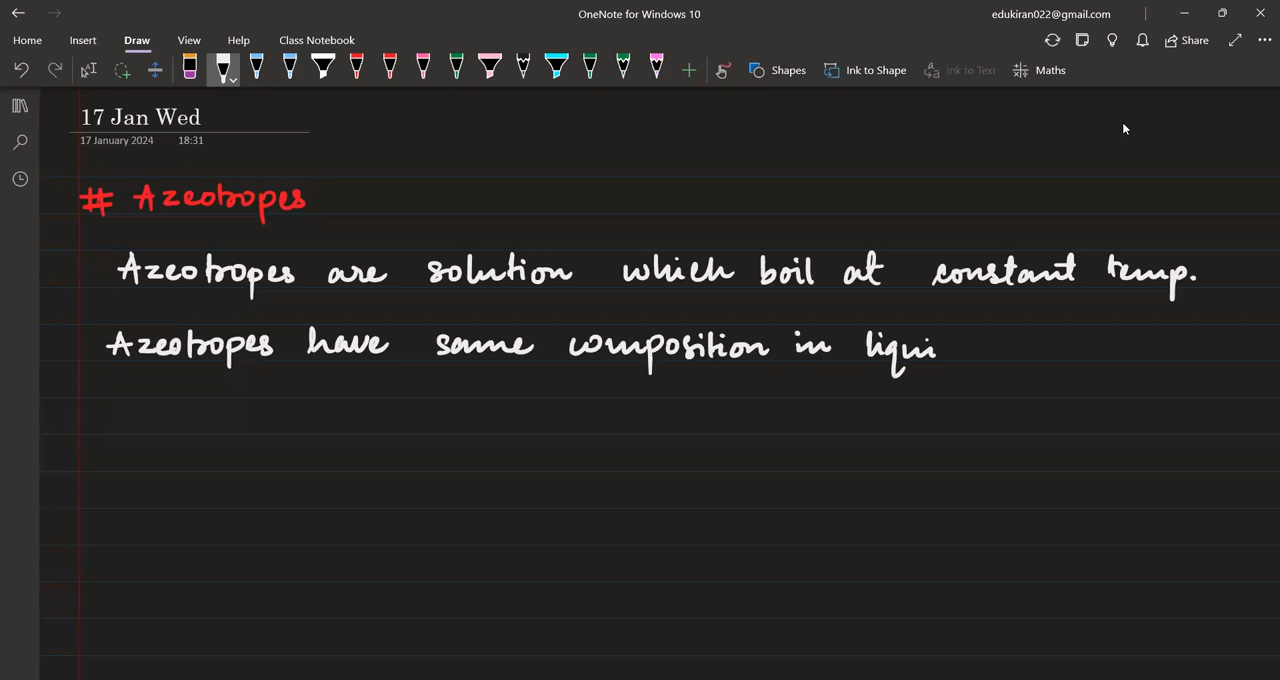 OneNote for Windows 10
edukiran022@gmail.com
Home Insert Draw View Help Class Notebook
Share
Shapes Ink to Shape Ink to Text Maths
17 Jan Wed
17 January 2024 18:31
# Azeotropes
Azeotropes are solution which boil at constant temp.
Azeotropes have same composition in liqui